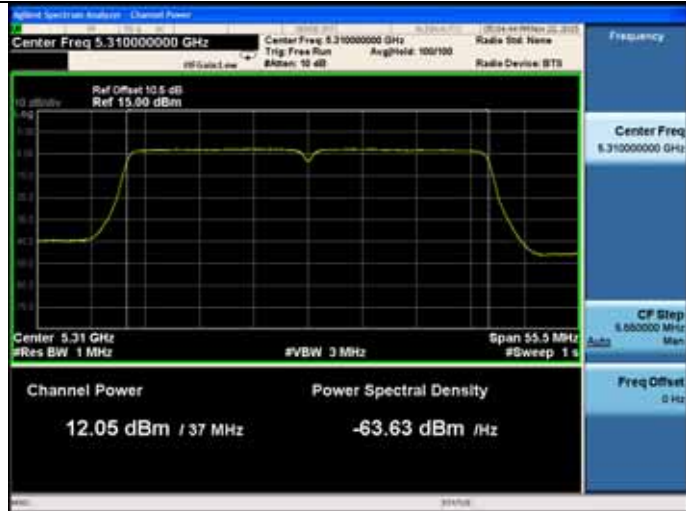 Agilent Spectrum Analyzer - Channel Power
Center Freq 5.310000000 GHz
Center Freq: 5.310000000 GHz
Radio Std: None
Trig: Free Run
Avg|Hold: 100/100
#IFGain:Low
#Atten: 10 dB
Radio Device: BTS
Ref Offset 10.5 dB
10 dB/div
Ref 15.00 dBm
Log
Center 5.31 GHz
Span 55.5 MHz
#Res BW 1 MHz
#VBW 3 MHz
#Sweep 1 s
Channel Power
Power Spectral Density
12.05 dBm / 37 MHz
-63.63 dBm /Hz
Frequency
Center Freq
5.310000000 GHz
CF Step
Auto
Man
Freq Offset
0 Hz
MSG
STATUS